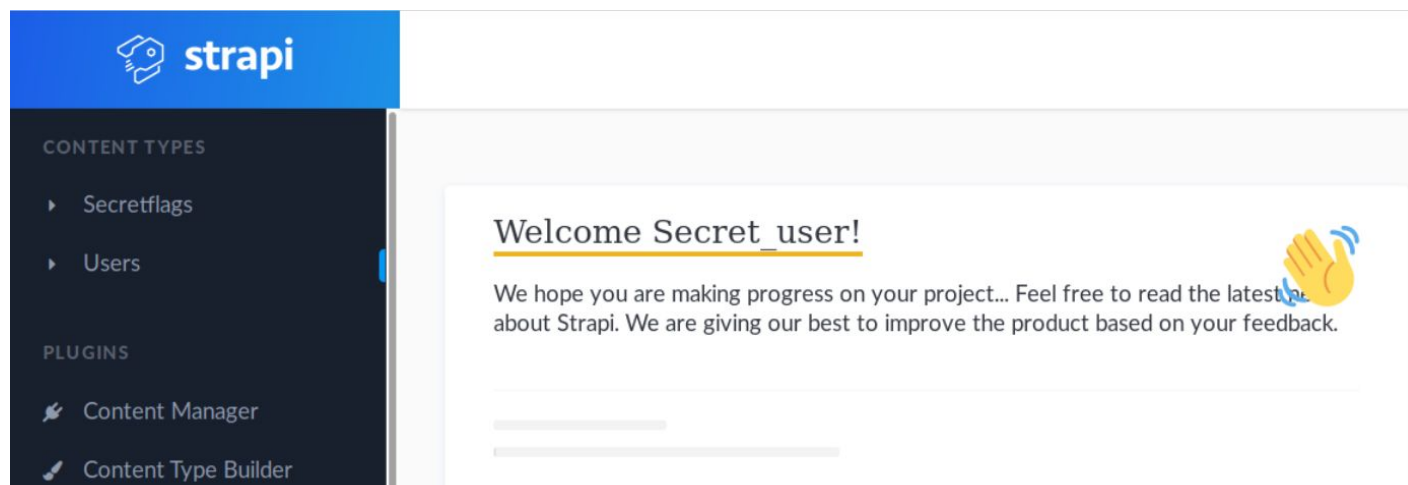 strapi
CONTENT TYPES
Secretflags
Users
PLUGINS
Content Manager
Content Type Builder
Welcome Secret_user!
We hope you are making progress on your project... Feel free to read the latest
about Strapi. We are giving our best to improve the product based on your feedback.